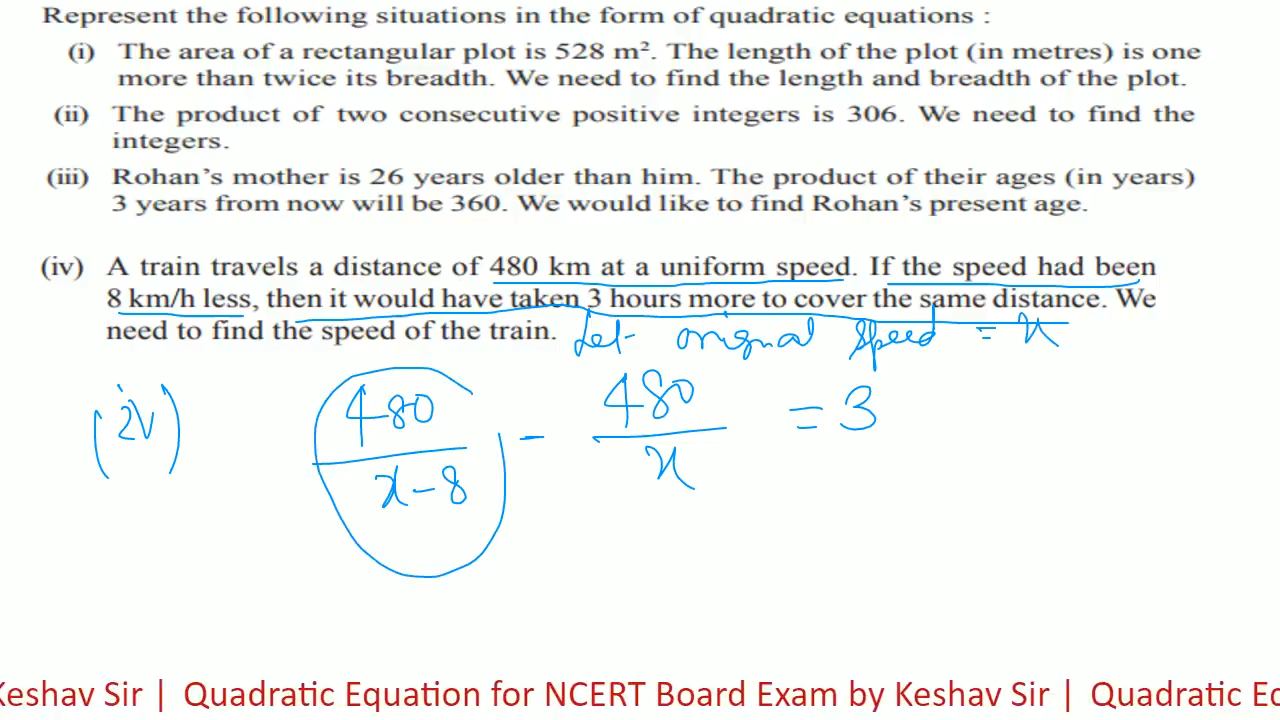 Represent the following situations in the form of quadratic equations :
(i) The area of a rectangular plot is 528 m². The length of the plot (in metres) is one
more than twice its breadth. We need to find the length and breadth of the plot.
(ii) The product of two consecutive positive integers is 306. We need to find the
integers.
(iii) Rohan's mother is 26 years older than him. The product of their ages (in years)
3 years from now will be 360. We would like to find Rohan's present age.
(iv) A train travels a distance of 480 km at a uniform speed. If the speed had been
8 km/h less, then it would have taken 3 hours more to cover the same distance. We
need to find the speed of the train. Let original speed = x
(iv) 480/x-8 - 480/x = 3
Keshav Sir | Quadratic Equation for NCERT Board Exam by Keshav Sir | Quadratic Eq